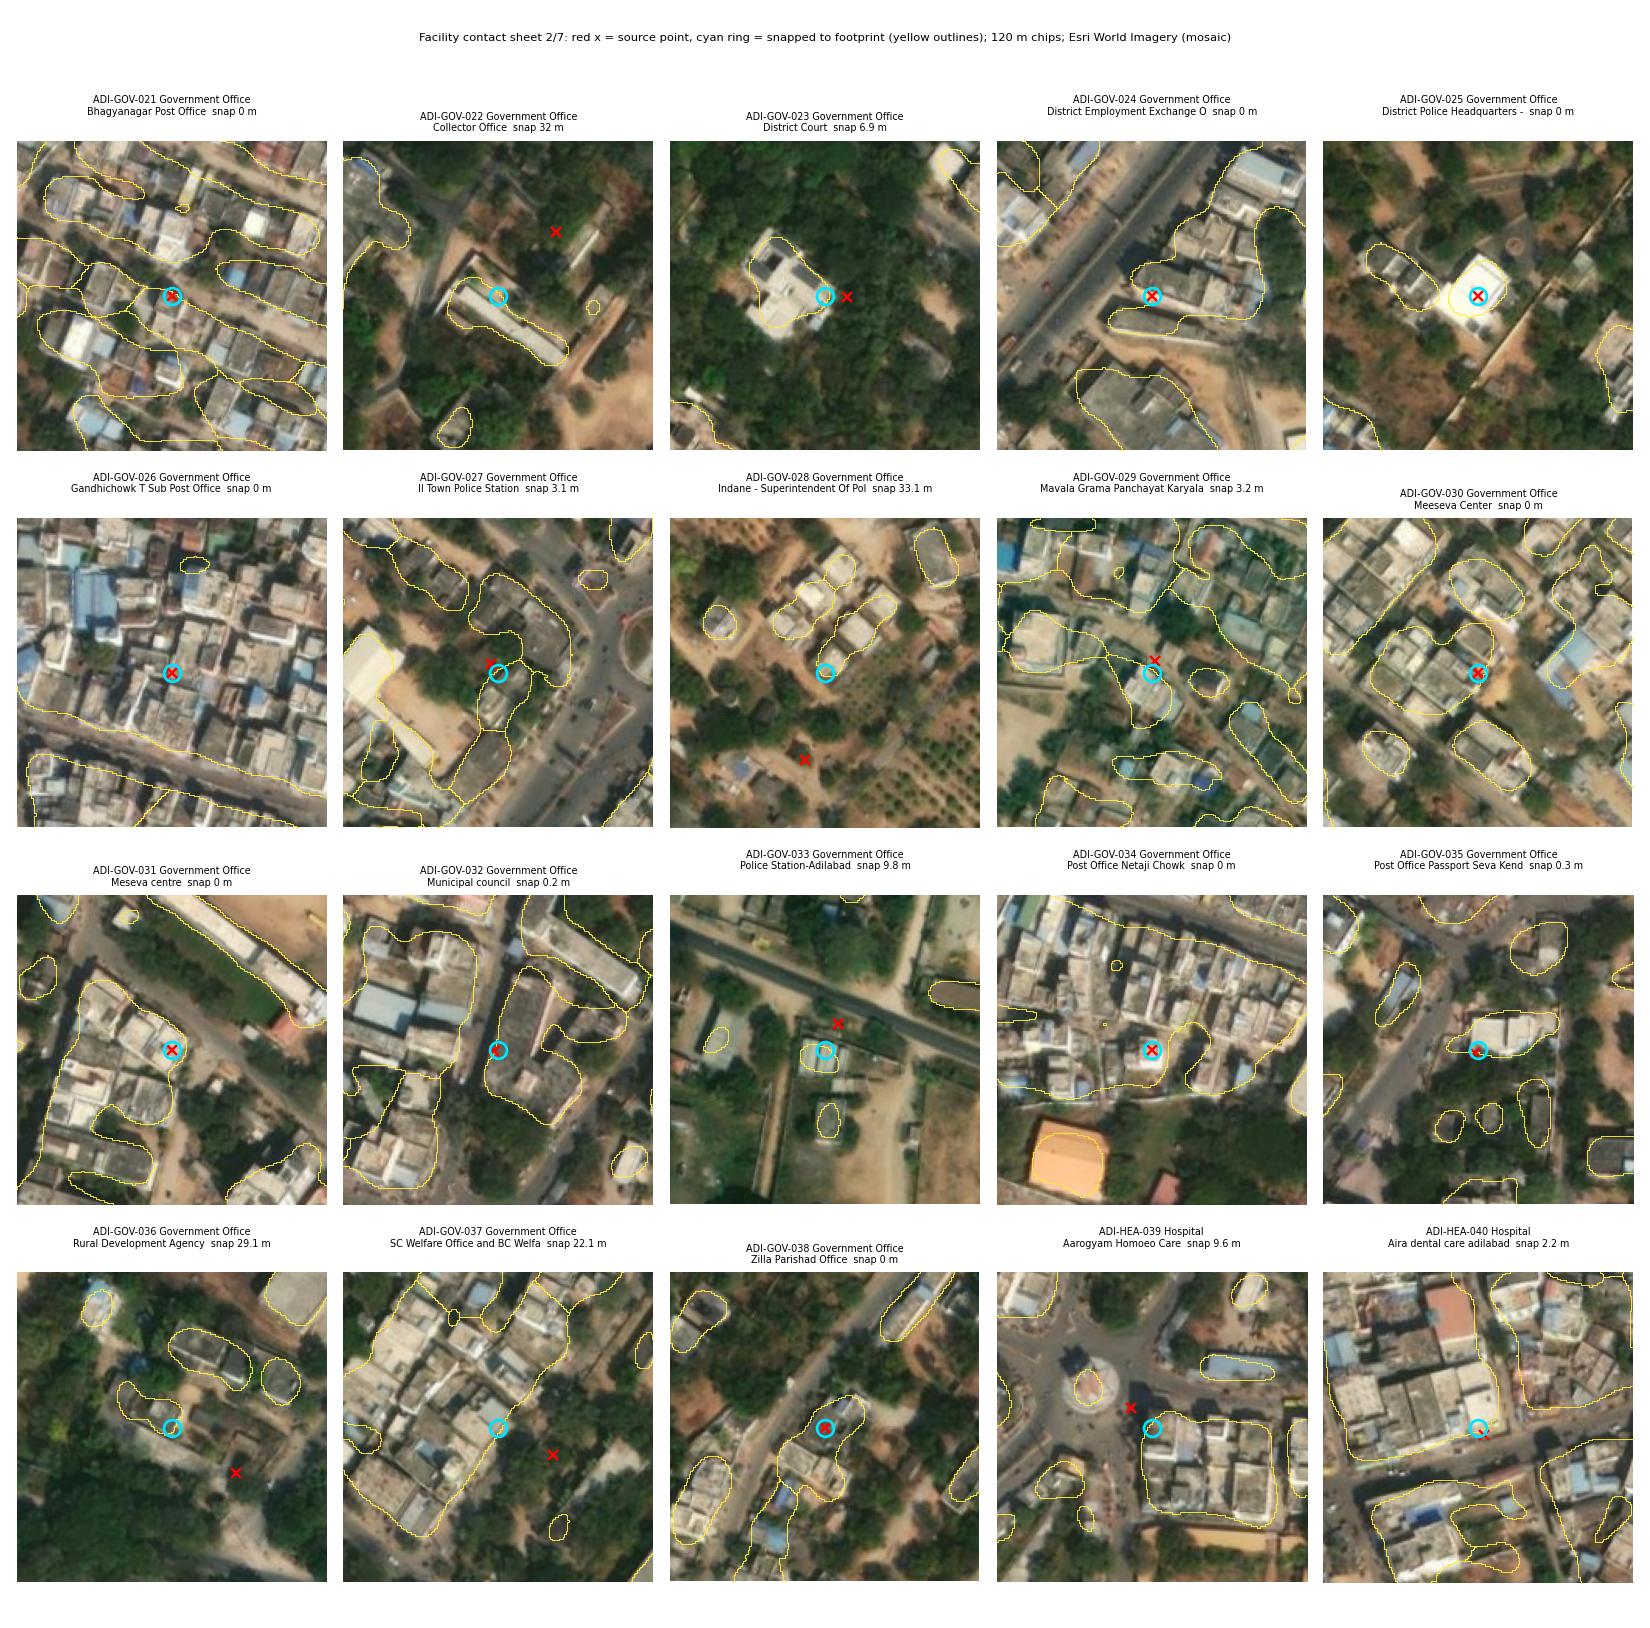 Facility contact sheet 2/7: red x = source point, cyan ring = snapped to footprint (yellow outlines); 120 m chips; Esri World Imagery (mosaic)
ADI-GOV-021 Government Office
Bhagyanagar Post Office  snap 0 m
ADI-GOV-022 Government Office
Collector Office  snap 32 m
ADI-GOV-023 Government Office
District Court  snap 6.9 m
ADI-GOV-024 Government Office
District Employment Exchange O  snap 0 m
ADI-GOV-025 Government Office
District Police Headquarters -  snap 0 m
ADI-GOV-026 Government Office
Gandhichowk T Sub Post Office  snap 0 m
ADI-GOV-027 Government Office
II Town Police Station  snap 3.1 m
ADI-GOV-028 Government Office
Indane - Superintendent Of Pol  snap 33.1 m
ADI-GOV-029 Government Office
Mavala Grama Panchayat Karyala  snap 3.2 m
ADI-GOV-030 Government Office
Meeseva Center  snap 0 m
ADI-GOV-031 Government Office
Meseva centre  snap 0 m
ADI-GOV-032 Government Office
Municipal council  snap 0.2 m
ADI-GOV-033 Government Office
Police Station-Adilabad  snap 9.8 m
ADI-GOV-034 Government Office
Post Office Netaji Chowk  snap 0 m
ADI-GOV-035 Government Office
Post Office Passport Seva Kend  snap 0.3 m
ADI-GOV-036 Government Office
Rural Development Agency  snap 29.1 m
ADI-GOV-037 Government Office
SC Welfare Office and BC Welfa  snap 22.1 m
ADI-GOV-038 Government Office
Zilla Parishad Office  snap 0 m
ADI-HEA-039 Hospital
Aarogyam Homoeo Care  snap 9.6 m
ADI-HEA-040 Hospital
Aira dental care adilabad  snap 2.2 m